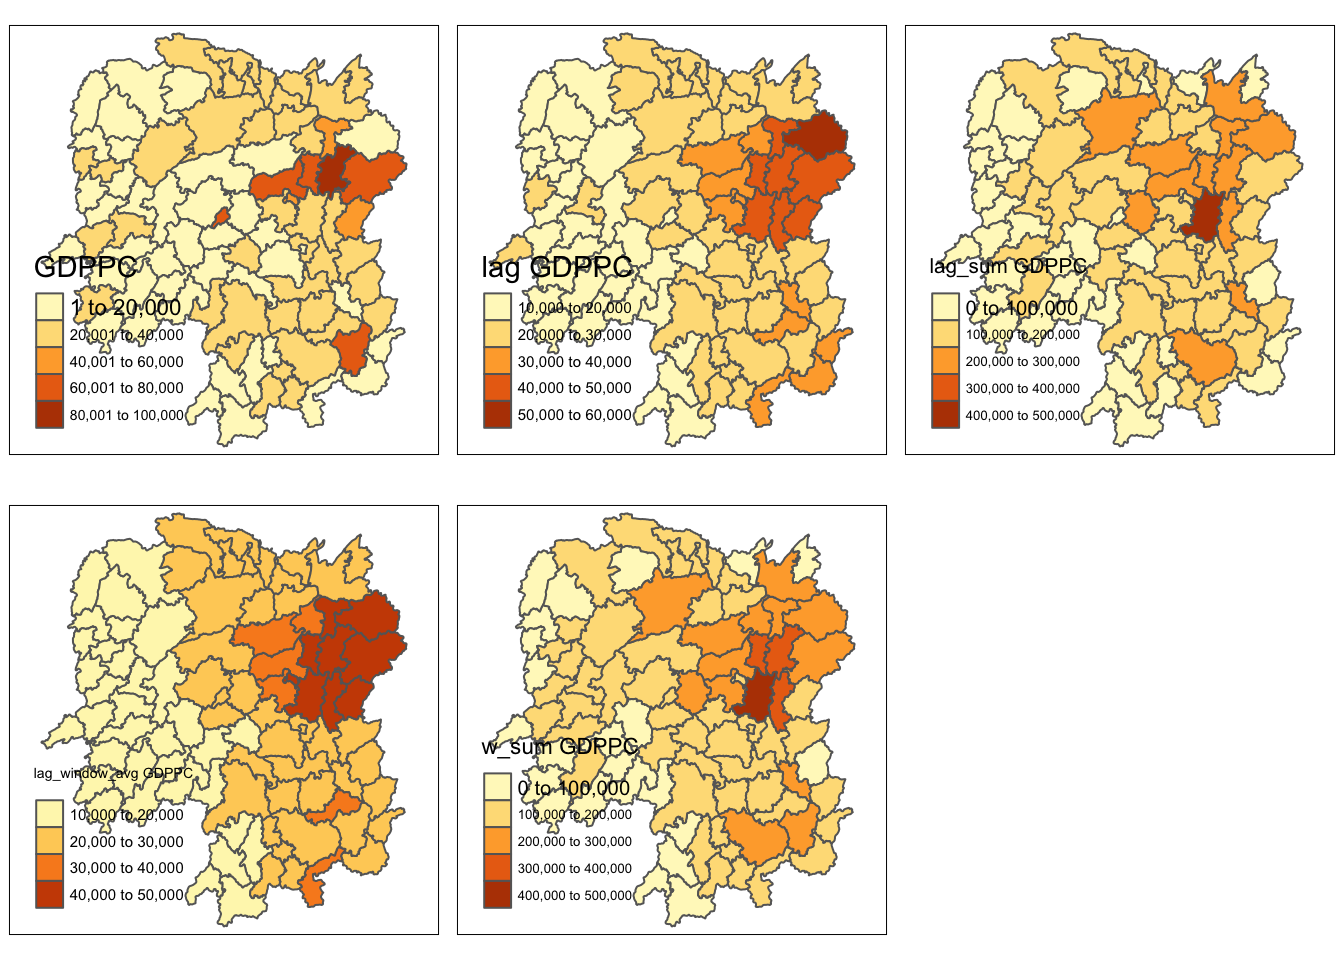 GDPPC
1 to 20,000
20,001 to 40,000
40,001 to 60,000
60,001 to 80,000
80,001 to 100,000
lag GDPPC
10,000 to 20,000
20,000 to 30,000
30,000 to 40,000
40,000 to 50,000
50,000 to 60,000
lag_sum GDPPC
0 to 100,000
100,000 to 200,000
200,000 to 300,000
300,000 to 400,000
400,000 to 500,000
lag_window_avg GDPPC
10,000 to 20,000
20,000 to 30,000
30,000 to 40,000
40,000 to 50,000
w_sum GDPPC
0 to 100,000
100,000 to 200,000
200,000 to 300,000
300,000 to 400,000
400,000 to 500,000